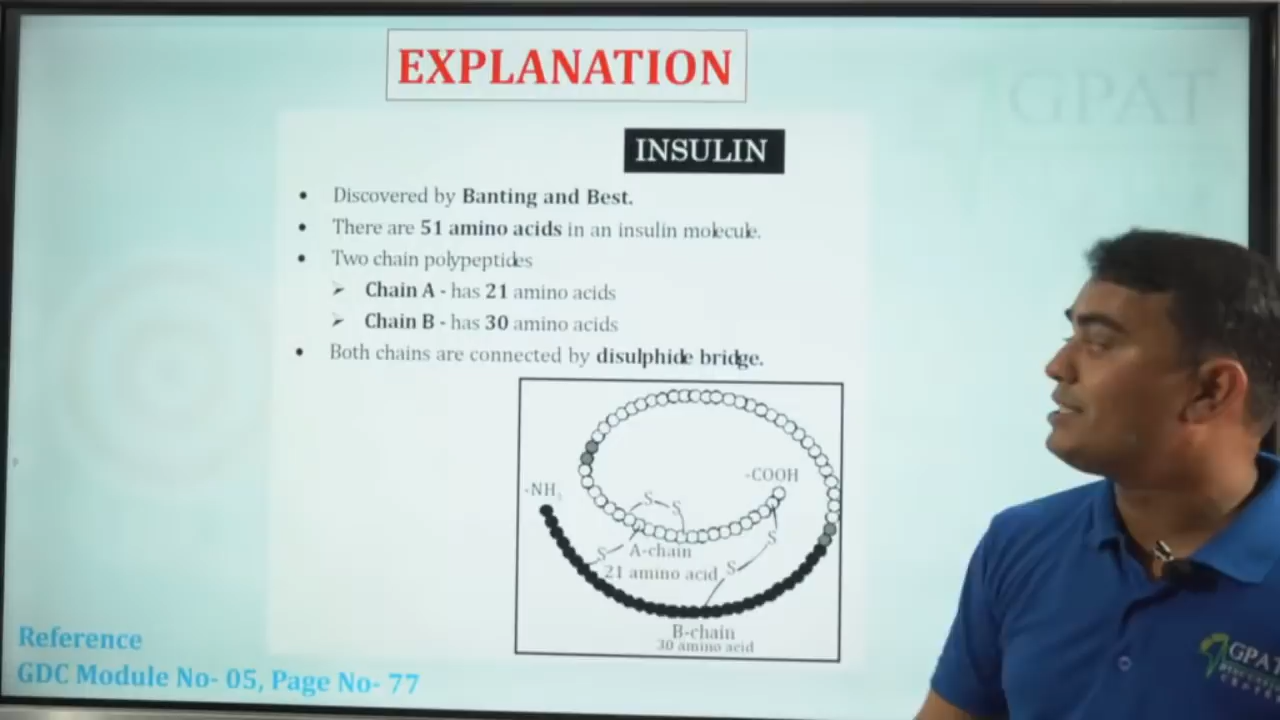 EXPLANATION
GPAT
INSULIN
• Discovered by Banting and Best.
• There are 51 amino acids in an insulin molecule.
• Two chain polypeptides
➢ Chain A - has 21 amino acids
➢ Chain B - has 30 amino acids
• Both chains are connected by disulphide bridge.
-COOH
-NH₂
S
S
S
S
A-chain
21 amino acid
S
S
B-chain
30 amino acid
Reference
GDC Module No- 05, Page No- 77
GPAT